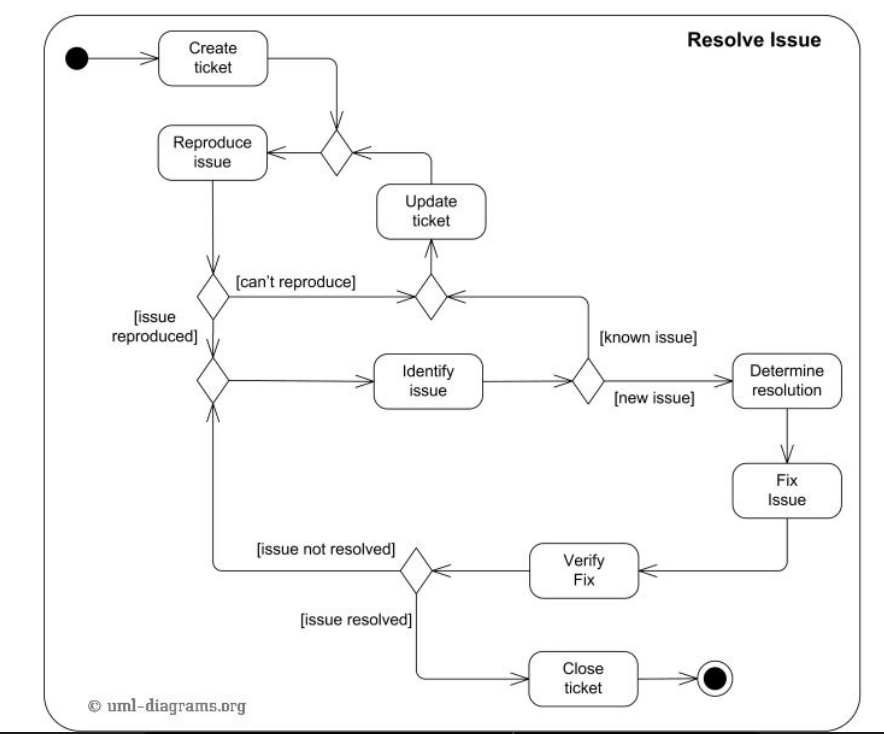 Resolve Issue
Create
ticket
Reproduce
issue
Update
ticket
[can't reproduce]
[issue
reproduced]
[known issue]
Identify
issue
Determine
resolution
[new issue]
Fix
Issue
[issue not resolved]
Verify
Fix
[issue resolved]
Close
ticket
© uml-diagrams.org